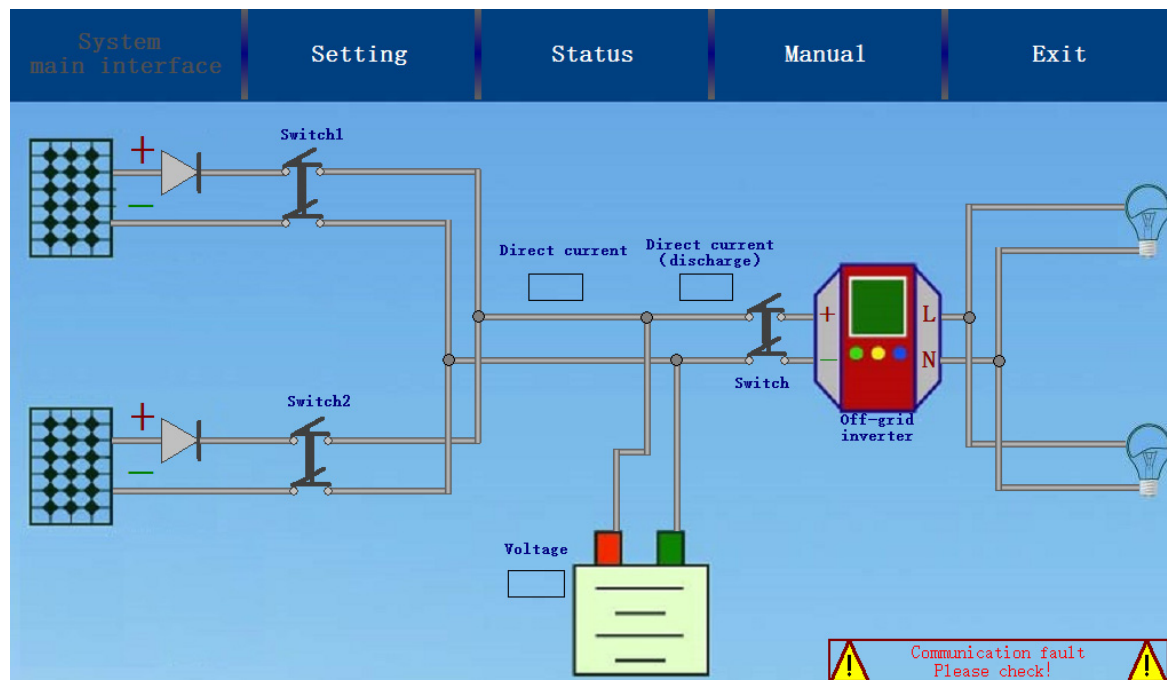 System
main interface
Setting
Status
Manual
Exit
Switch1
+
−
Direct current
Direct current
(discharge)
+
−
L
N
Switch
Off-grid
inverter
Switch2
+
−
Voltage
Communication fault
Please check!